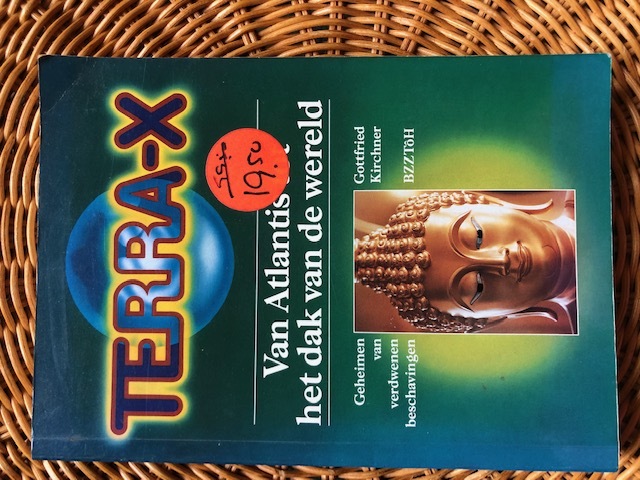 TERRA-X
19.50
Van Atlantis
het dak van de wereld
Geheimen
van
verdwenen
beschavingen
Gottfried
Kirchner
BZZTôH